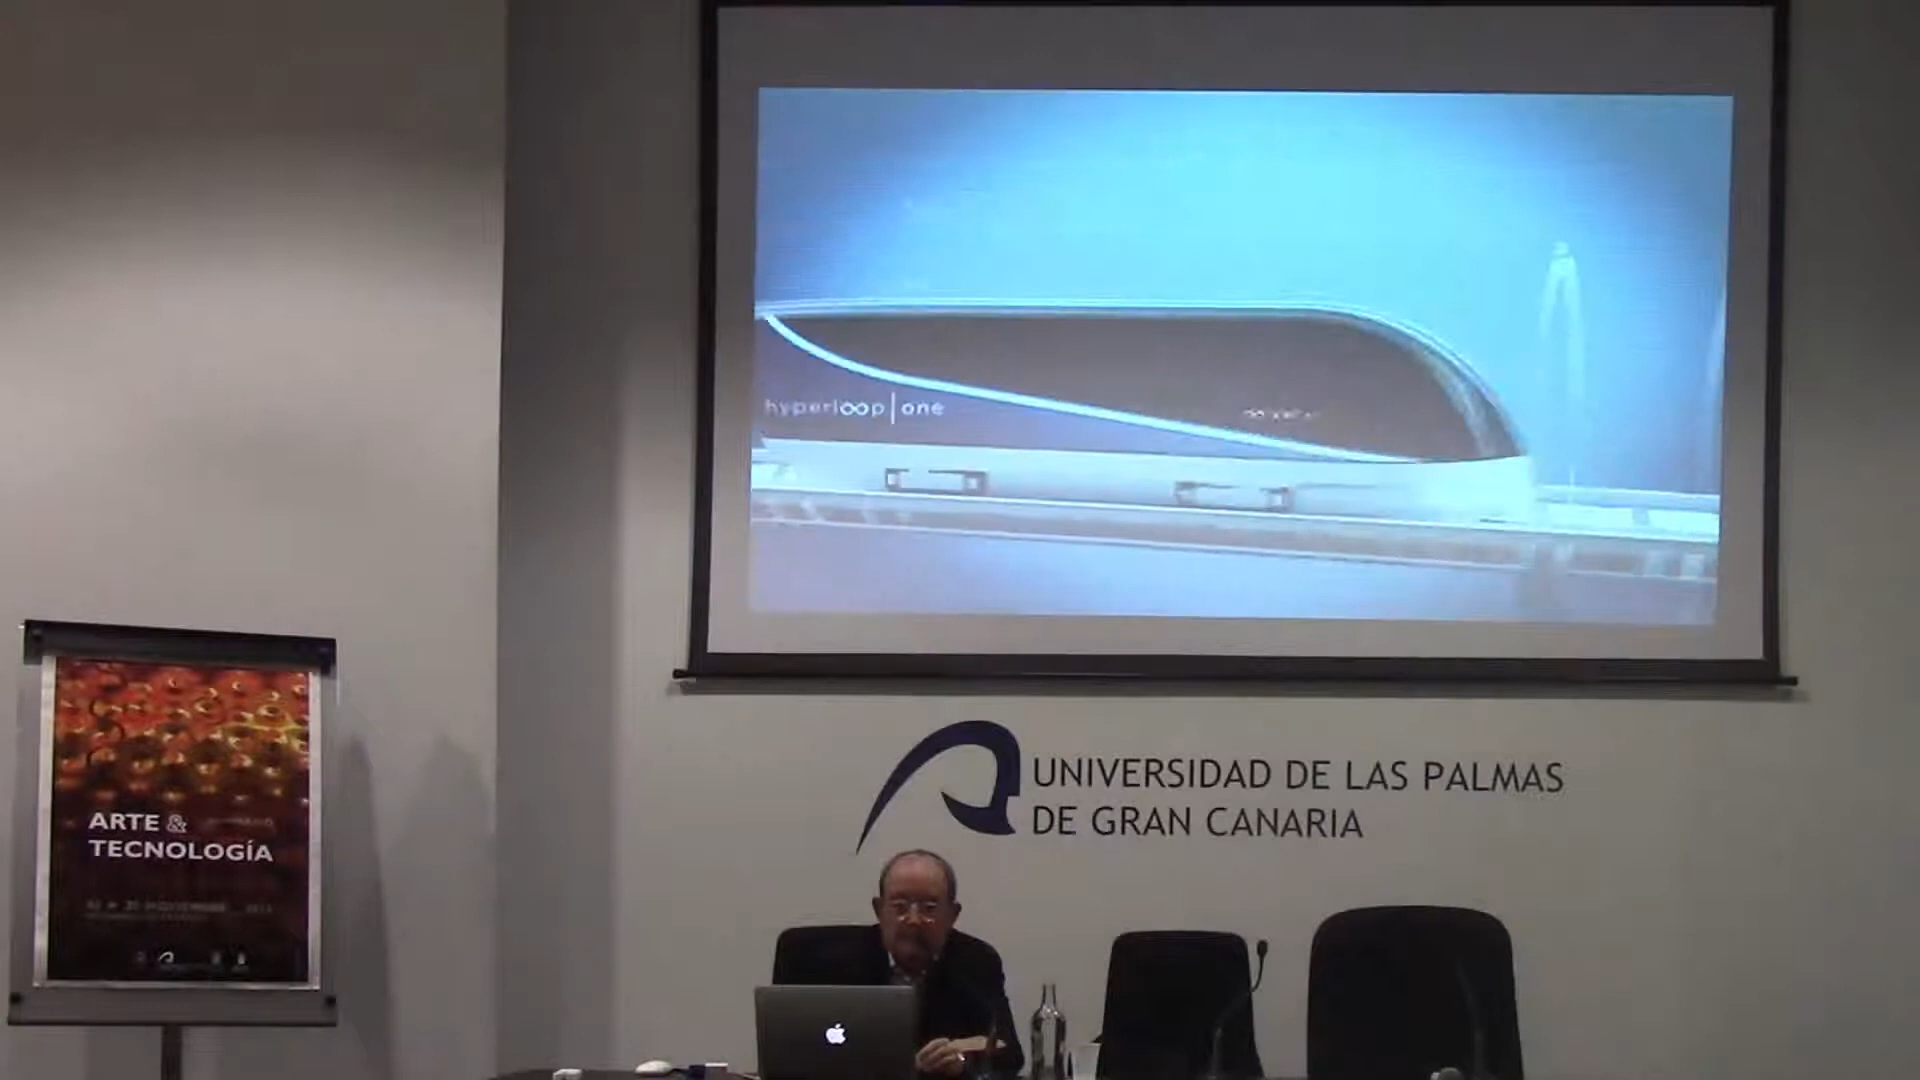 hyperloop | one
UNIVERSIDAD DE LAS PALMAS
DE GRAN CANARIA
ARTE &
TECNOLOGÍA